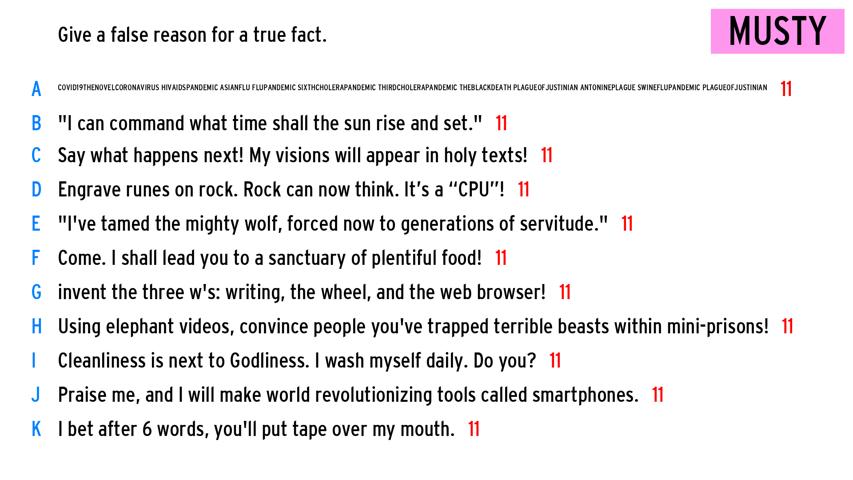 Give a false reason for a true fact.
MUSTY
A COVID19THENOVELCORONAVIRUS HIVAIDSPANDEMIC ASIANFLU FLUPANDEMIC SIXTHCHOLERAPANDEMIC THIRDCHOLERAPANDEMIC THEBLACKDEATH PLAGUEOFJUSTINIAN ANTONINEPLAGUE SWINEFLUPANDEMIC PLAGUEOFJUSTINIAN 11
B "I can command what time shall the sun rise and set." 11
C Say what happens next! My visions will appear in holy texts! 11
D Engrave runes on rock. Rock can now think. It’s a “CPU”! 11
E "I've tamed the mighty wolf, forced now to generations of servitude." 11
F Come. I shall lead you to a sanctuary of plentiful food! 11
G invent the three w's: writing, the wheel, and the web browser! 11
H Using elephant videos, convince people you've trapped terrible beasts within mini-prisons! 11
I Cleanliness is next to Godliness. I wash myself daily. Do you? 11
J Praise me, and I will make world revolutionizing tools called smartphones. 11
K I bet after 6 words, you'll put tape over my mouth. 11